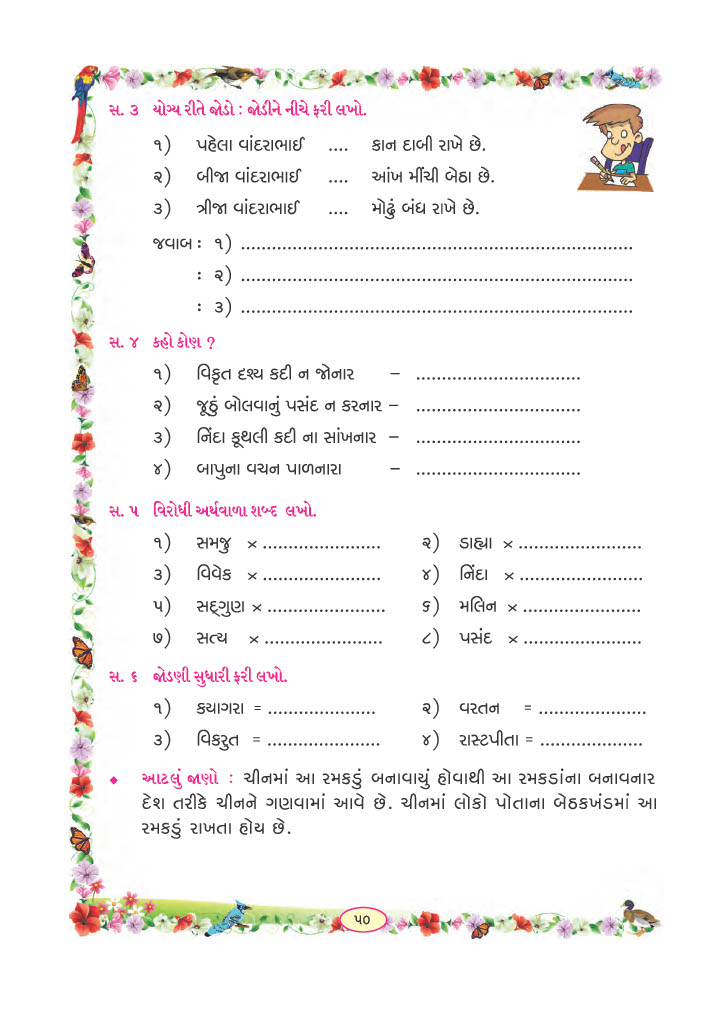 સ. ૩ યોગ્ય રીતે જોડો : જોડીને નીચે ફરી લખો.
૧) પહેલા વાંદરાભાઈ .... કાન દાબી રાખે છે.
૨) બીજા વાંદરાભાઈ .... આંખ મીંચી બેઠા છે.
૩) ત્રીજા વાંદરાભાઈ .... મોઢું બંધ રાખે છે.
જવાબ : ૧) ...........................................................................
: ૨) ...........................................................................
: ૩) ...........................................................................
સ. ૪ કહો કોણ ?
૧) વિકૃત દૃશ્ય કદી ન જોનાર – ................................
૨) જૂઠું બોલવાનું પસંદ ન કરનાર – ................................
૩) નિંદા કૂથલી કદી ના સાંખનાર – ................................
૪) બાપુના વચન પાળનારા – ................................
સ. ૫ વિરોધી અર્થવાળા શબ્દ લખો.
૧) સમજુ × ....................... ૨) ડાહ્યા × ........................
૩) વિવેક × ....................... ૪) નિંદા × ........................
૫) સદ્‌ગુણ × ....................... ૬) મલિન × .......................
૭) સત્ય × ....................... ૮) પસંદ × .......................
સ. ૬ જોડણી સુધારી ફરી લખો.
૧) કયાગરા = ..................... ૨) વરતન = .....................
૩) વિકરુત = ...................... ૪) રાસ્ટપીતા = ....................
◆ આટલું જાણો : ચીનમાં આ રમકડું બનાવાયું હોવાથી આ રમકડાંના બનાવનાર
દેશ તરીકે ચીનને ગણવામાં આવે છે. ચીનમાં લોકો પોતાના બેઠકખંડમાં આ
રમકડું રાખતા હોય છે.
૫૦